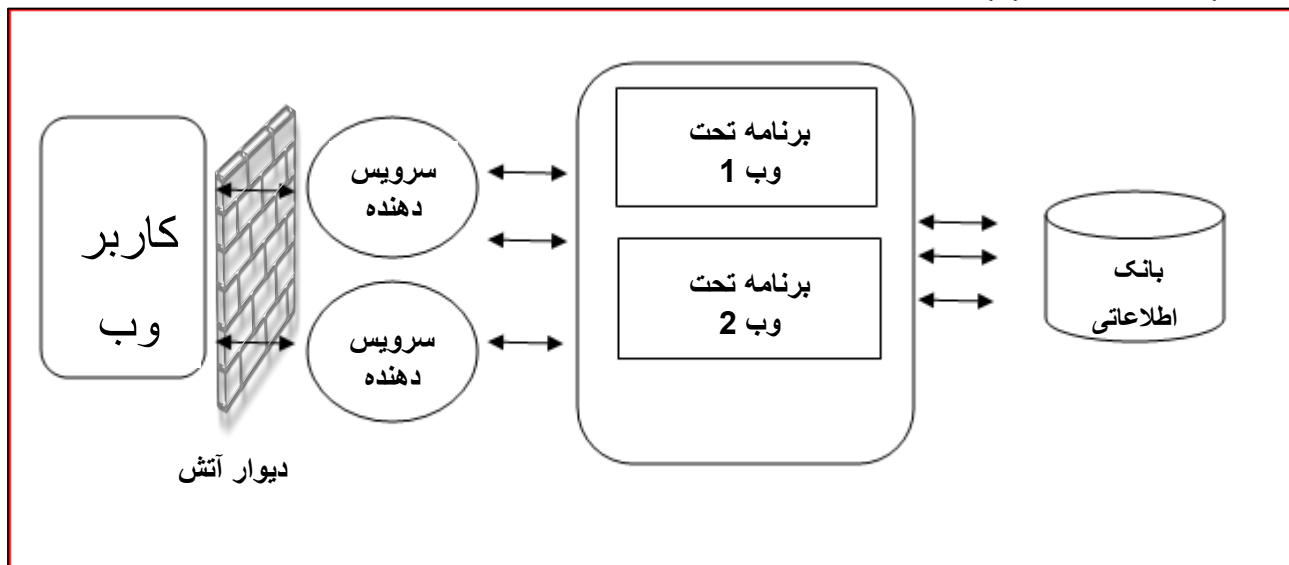 کاربر
وب
دیوار آتش
سرویس
دهنده
سرویس
دهنده
برنامه تحت
وب 1
برنامه تحت
وب 2
بانک
اطلاعاتی